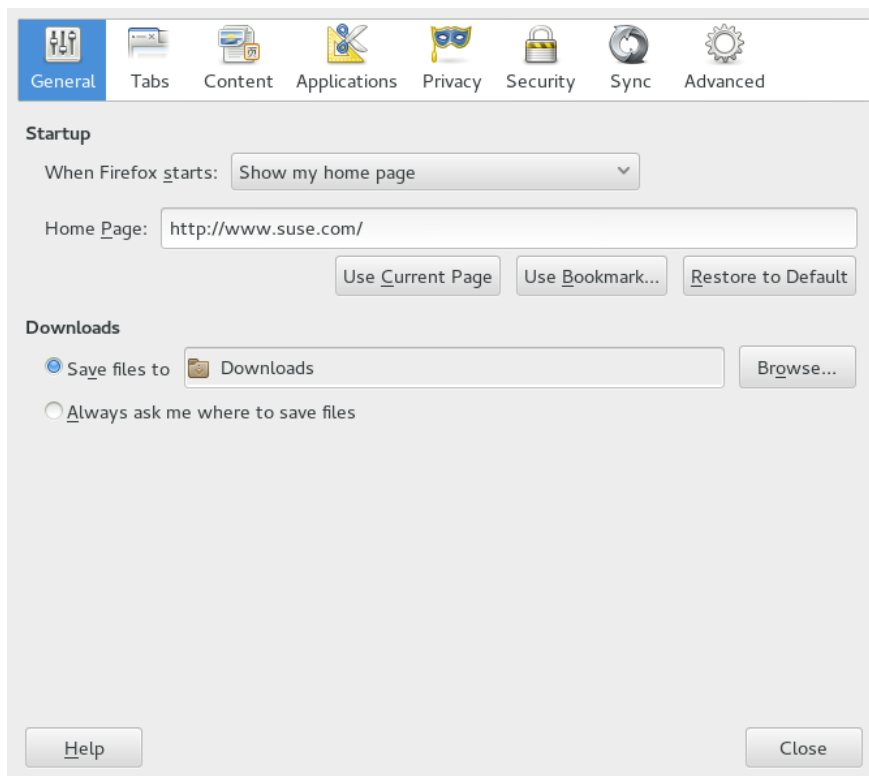 General Tabs Content Applications Privacy Security Sync Advanced
Startup
When Firefox starts: Show my home page
Home Page: http://www.suse.com/
Use Current Page Use Bookmark... Restore to Default
Downloads
Save files to Downloads Browse...
Always ask me where to save files
Help Close